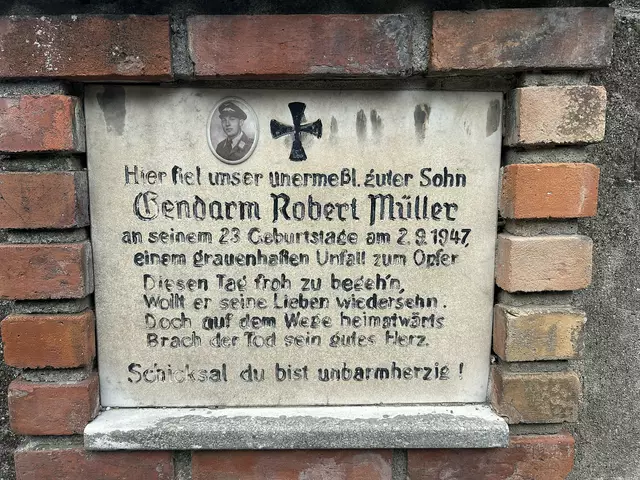 Hier fiel unser unermeßl. guter Sohn
Gendarm Robert Müller
an seinem 23 Geburtstage am 2.9.1947,
einem grauenhaften Unfall zum Opfer
Diesen Tag froh zu begeh'n,
Wollt er seine Lieben wiedersehn.
Doch auf dem Wege heimatwärts
Brach der Tod sein gutes Herz.
Schicksal du bist unbarmherzig!